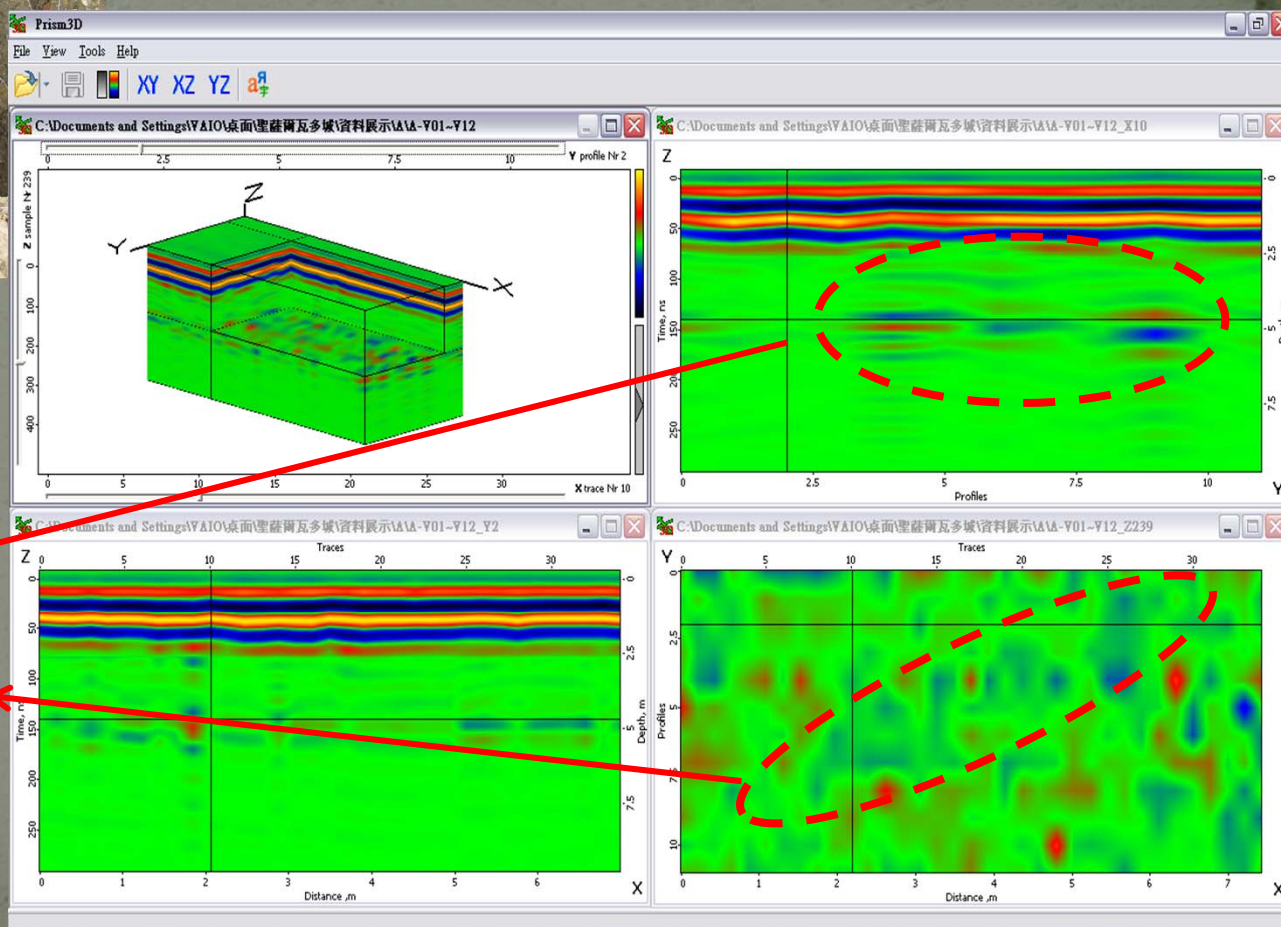 Prism3D
File View Tools Help
XY XZ YZ
C:\Documents and Settings\VAIO\桌面\聖薩爾瓦多城\資料展示\A\A-V01~V12
0 2.5 5 7.5 10 Y profile Nr 2
Z sample Nr 239
0 100 200 300 400
Z
Y
X
0 5 10 15 20 25 30 X trace Nr 10
C:\Documents and Settings\VAIO\桌面\聖薩爾瓦多城\資料展示\A\A-V01~V12_X10
Z
0 50 100 150 20 250
Time, ns
0 2.5 5 7.5
0 2.5 5 7.5 10 Y
Profiles
C:\Documents and Settings\VAIO\桌面\聖薩爾瓦多城\資料展示\A\A-V01~V12_Y2
Traces
Z 0 5 10 15 20 25 30
0 50 100 150 200 250
Time, ns
0 2.5 5 7.5
Depth, m
0 1 2 3 4 5 6 X
Distance ,m
C:\Documents and Settings\VAIO\桌面\聖薩爾瓦多城\資料展示\A\A-V01~V12_Z239
Traces
Y 0 5 10 15 20 25 30
0 2.5 5 7.5 10
Profiles
0 1 2 3 4 5 6 7 X
Distance ,m